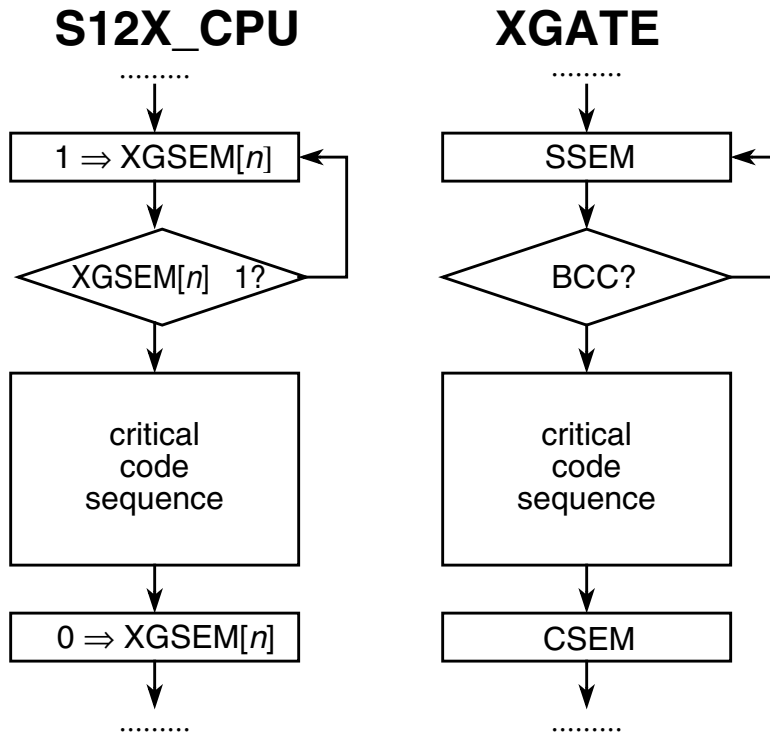 S12X_CPU
.........
1 ⇒ XGSEM[n]
XGSEM[n] 1?
critical
code
sequence
0 ⇒ XGSEM[n]
.........
XGATE
.........
SSEM
BCC?
critical
code
sequence
CSEM
.........